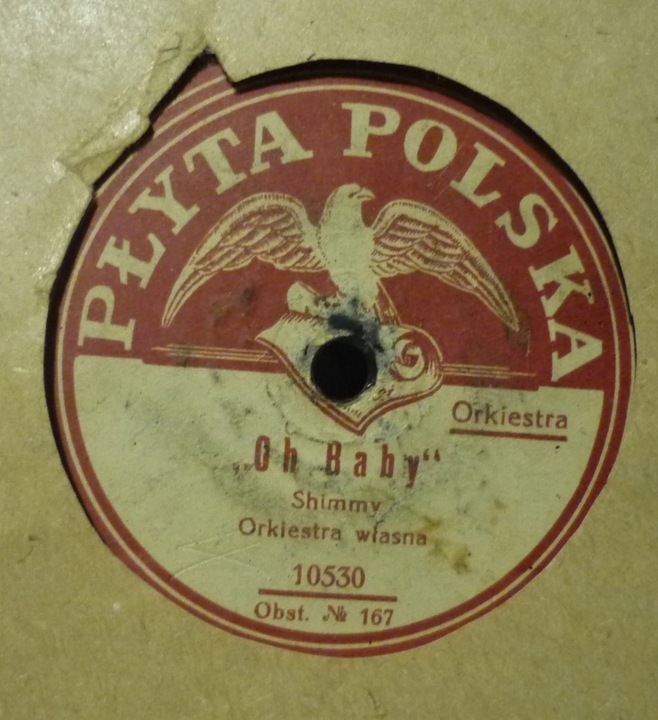 PŁYTA POLSKA
Orkiestra
„Oh Baby“
Shimmy
Orkiestra własna
10530
Obst. № 167